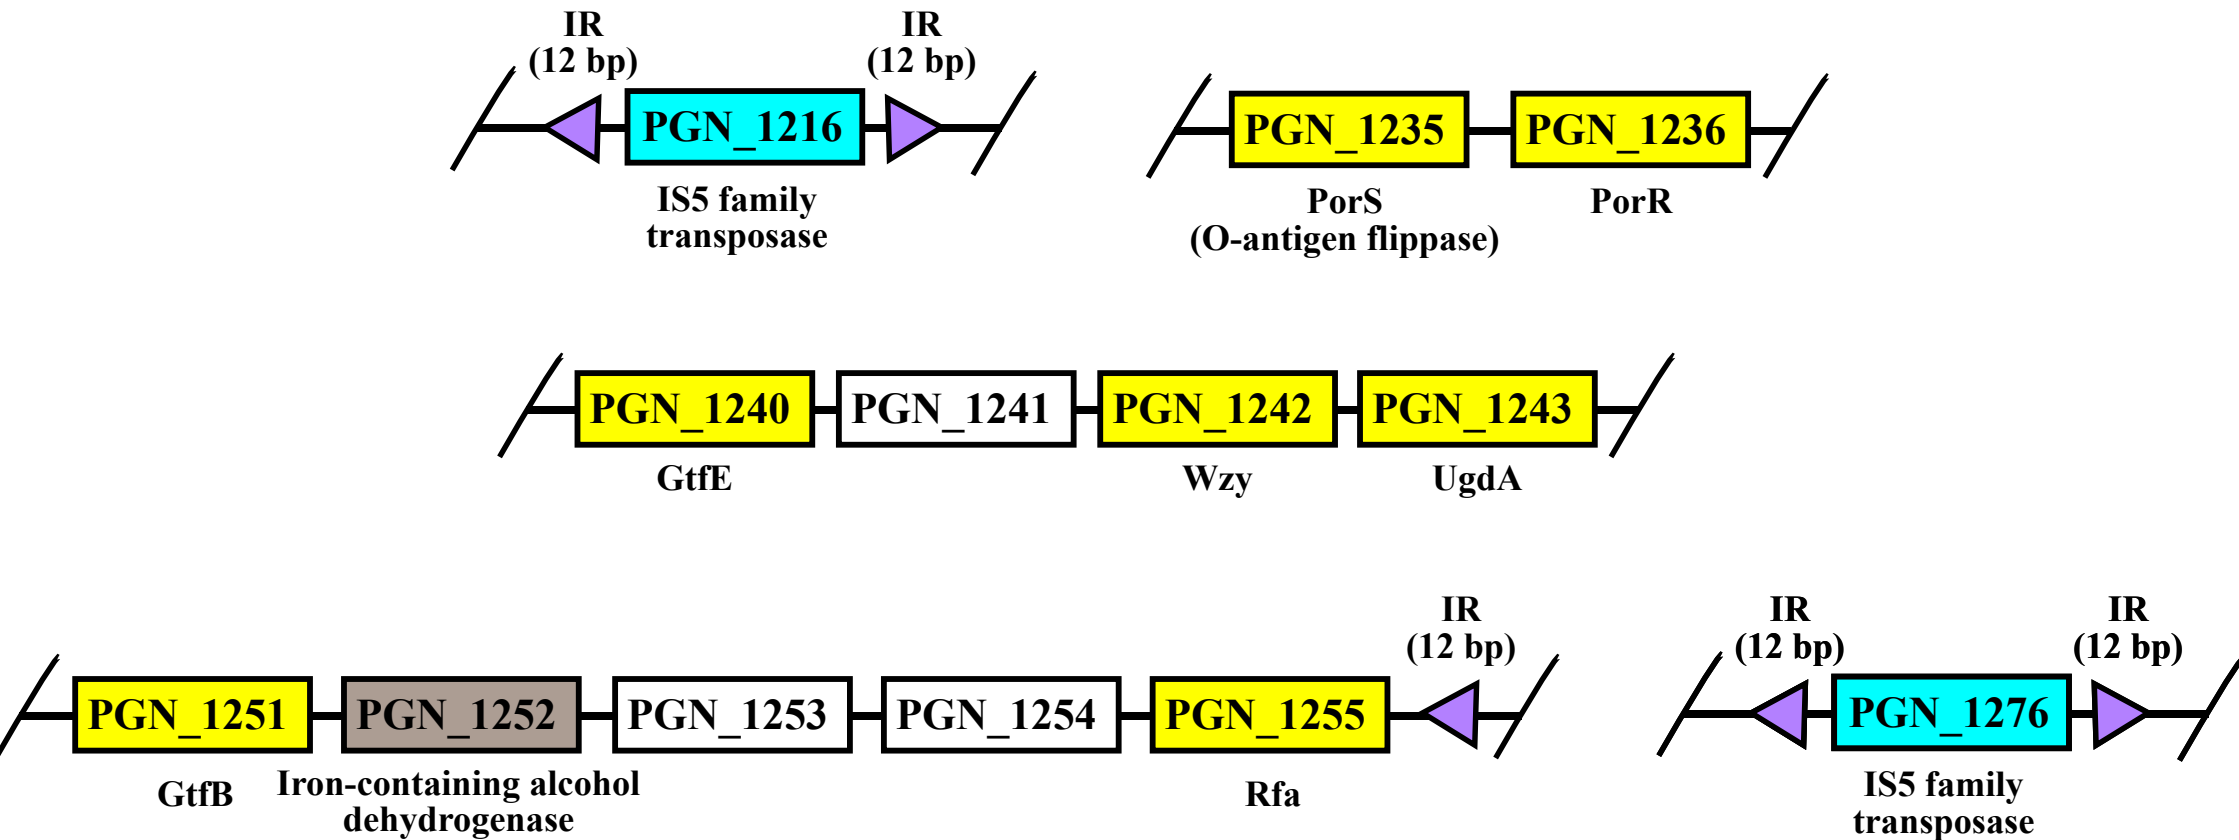 IR
(12 bp)
IR
(12 bp)
PGN_1216
IS5 family
transposase
PGN_1235
PGN_1236
PorS
(O-antigen flippase)
PorR
PGN_1240
PGN_1241
PGN_1242
PGN_1243
GtfE
Wzy
UgdA
IR
(12 bp)
PGN_1251
PGN_1252
PGN_1253
PGN_1254
PGN_1255
GtfB
Iron-containing alcohol
dehydrogenase
Rfa
IR
(12 bp)
IR
(12 bp)
PGN_1276
IS5 family
transposase